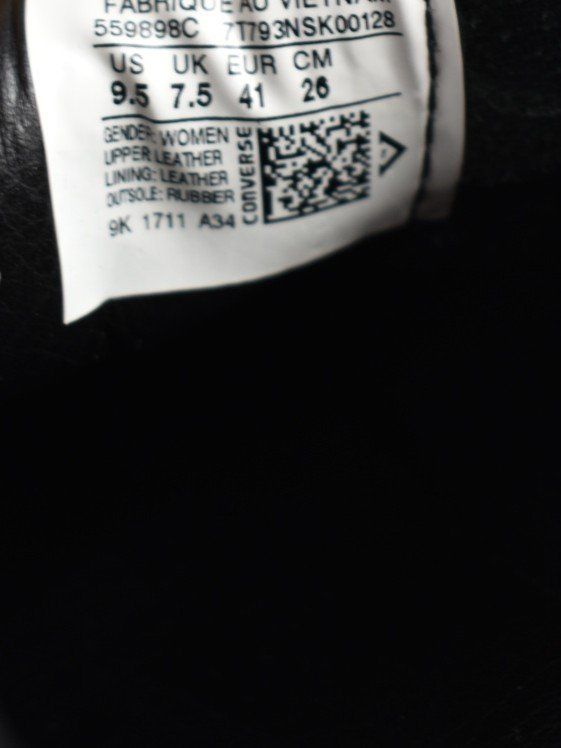 FABRIQUE AU VIETNAM
559898C 7T793NSK00128
US UK EUR CM
9.5 7.5 41 26
GENDER: WOMEN
UPPER: LEATHER
LINING: LEATHER
OUTSOLE: RUBBER
9K 1711 A34
CONVERSE